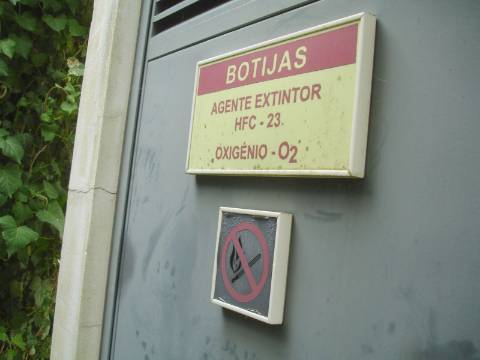 BOTIJAS
AGENTE EXTINTOR
HFC - 23
OXIGÉNIO - O2